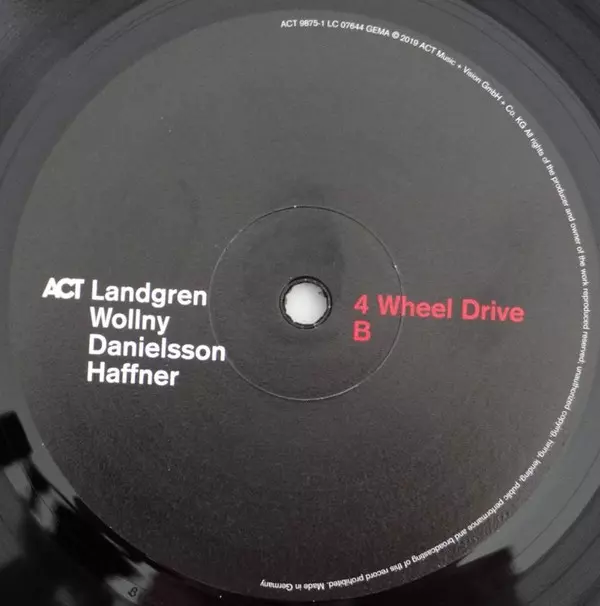 ACT 9875-1 LC 07644 GEMA © 2019 ACT Music + Vision GmbH + Co. KG All rights of the producer and owner of the work reproduced reserved, unauthorized copying, hiring, lending, public performance and broadcasting of this record prohibited. Made in Germany
ACT Landgren
Wollny
Danielsson
Haffner
4 Wheel Drive
B